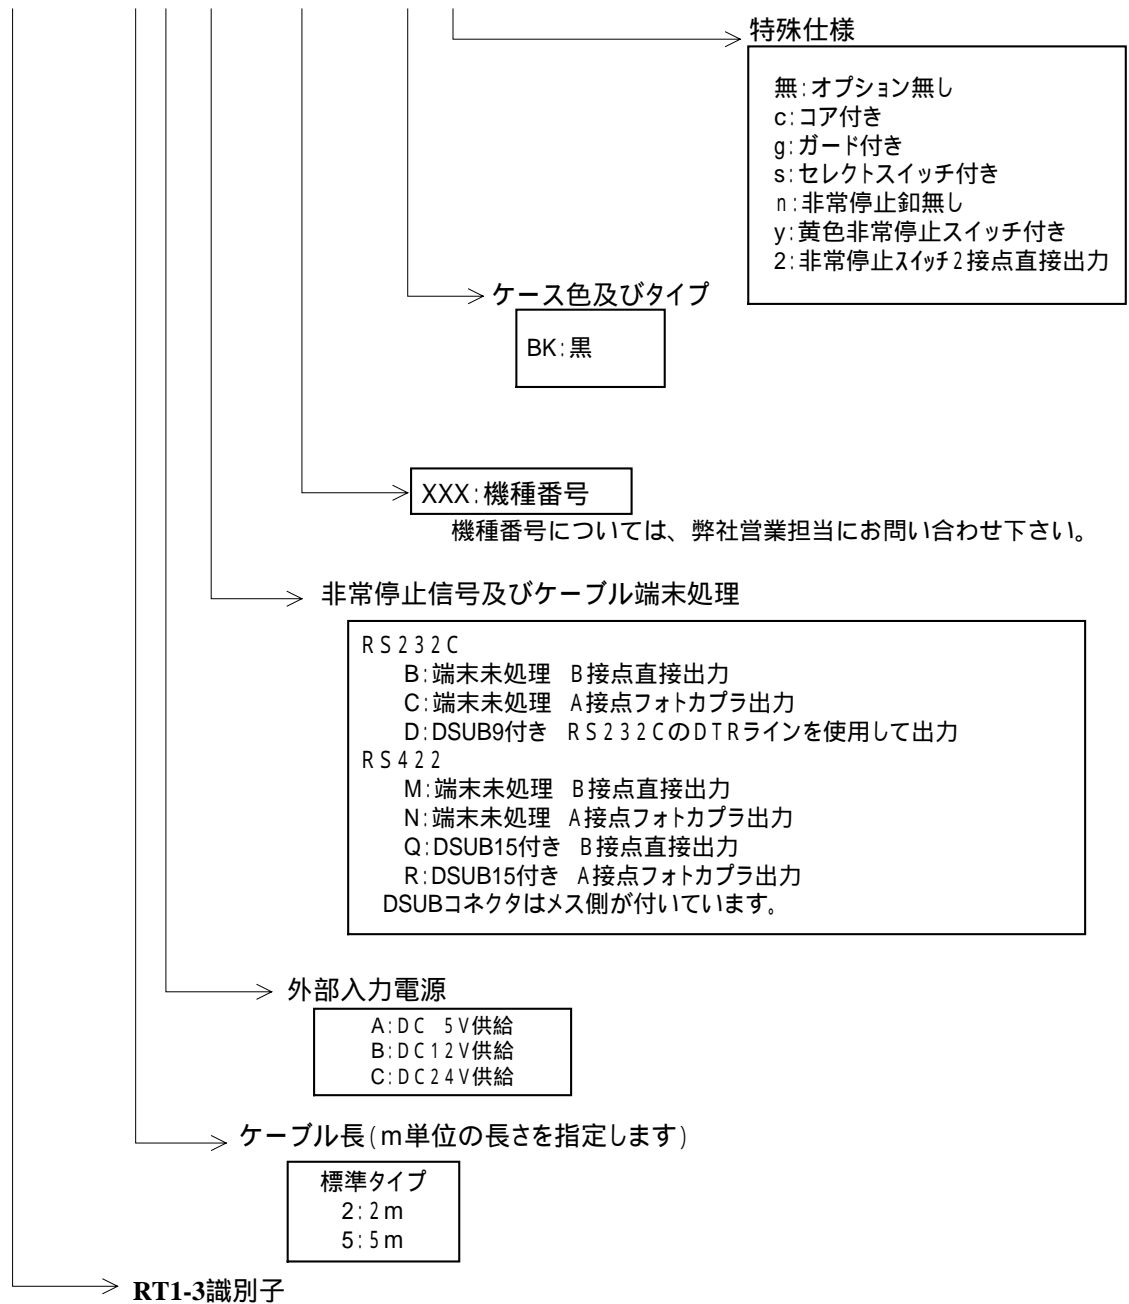 特殊仕様
無:オプション無し
c:コア付き
g:ガード付き
s:セレクトスイッチ付き
n:非常停止釦無し
y:黄色非常停止スイッチ付き
2:非常停止スイッチ2接点直接出力
ケース色及びタイプ
BK:黒
XXX:機種番号
機種番号については、弊社営業担当にお問い合わせ下さい。
非常停止信号及びケーブル端末処理
RS232C
B:端末未処理 B接点直接出力
C:端末未処理 A接点フォトカプラ出力
D:DSUB9付き RS232CのDTRラインを使用して出力
RS422
M:端末未処理 B接点直接出力
N:端末未処理 A接点フォトカプラ出力
Q:DSUB15付き B接点直接出力
R:DSUB15付き A接点フォトカプラ出力
DSUBコネクタはメス側が付いています。
外部入力電源
A:DC 5V供給
B:DC12V供給
C:DC24V供給
ケーブル長(m単位の長さを指定します)
標準タイプ
2:2m
5:5m
RT1-3識別子